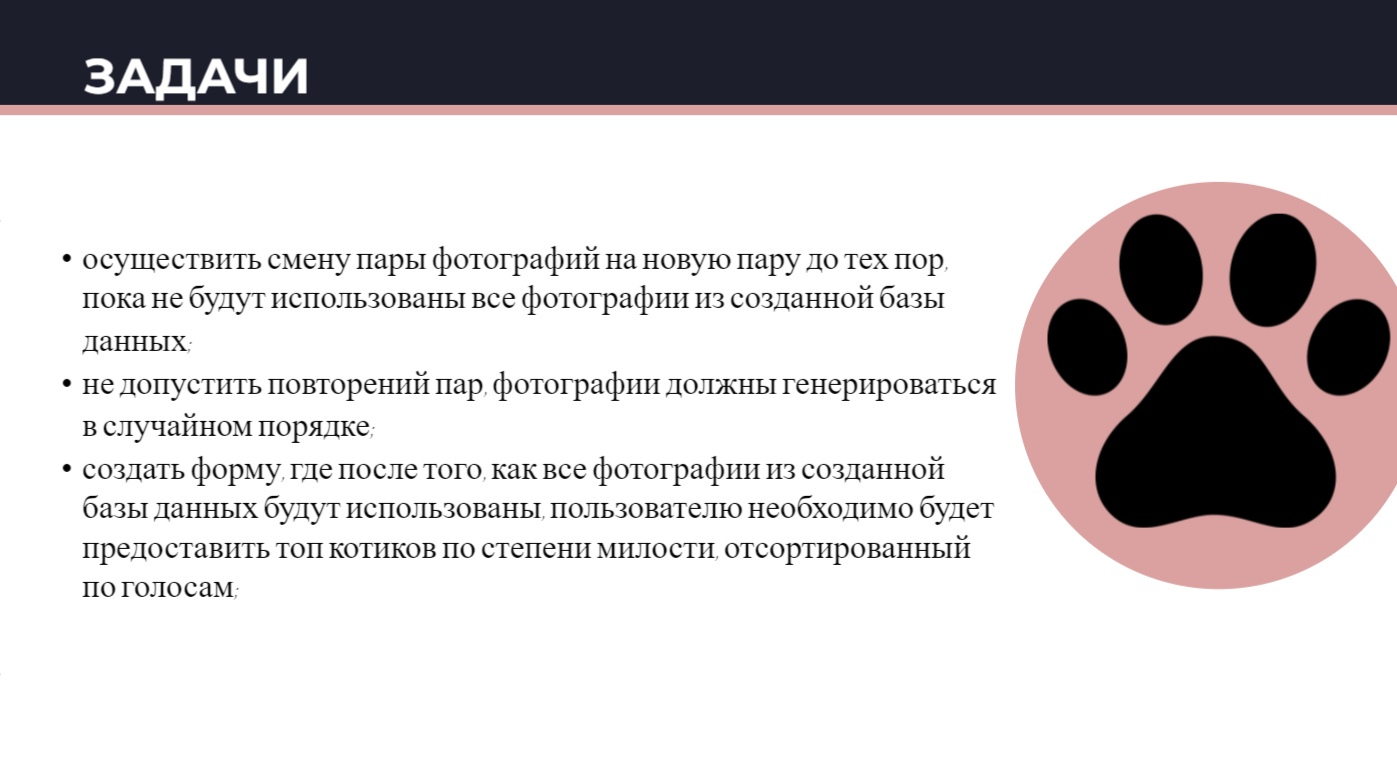 ЗАДАЧИ
• осуществить смену пары фотографий на новую пару до тех пор,
пока не будут использованы все фотографии из созданной базы
данных;
• не допустить повторений пар, фотографии должны генерироваться
в случайном порядке;
• создать форму, где после того, как все фотографии из созданной
базы данных будут использованы, пользователю необходимо будет
предоставить топ котиков по степени милости, отсортированный
по голосам;